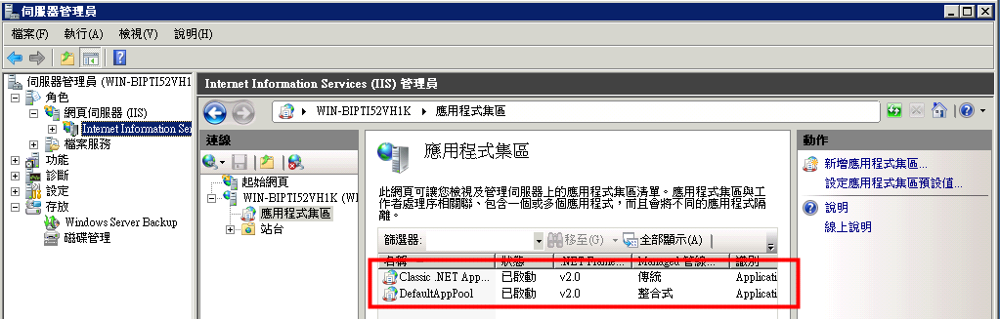 伺服器管理員
檔案(F) 執行(A) 檢視(V) 說明(H)
伺服器管理員 (WIN-BIPTI52VH1
角色
網頁伺服器 (IIS)
Internet Information Ser
檔案服務
功能
診斷
設定
存放
Windows Server Backup
磁碟管理
Internet Information Services (IIS) 管理員
WIN-BIPTI52VH1K 應用程式集區
連線
起始網頁
WIN-BIPTI52VH1K (WI
應用程式集區
站台
應用程式集區
此網頁可讓您檢視及管理伺服器上的應用程式集區清單。應用程式集區與工
作者處理序相關聯、包含一個或多個應用程式，而且會將不同的應用程式隔
離。
篩選器: 移至(G) 全部顯示(A)
名稱 狀態 .NET Frame... Managed 管線... 識別
Classic .NET App... 已啟動 v2.0 傳統 Applicati
DefaultAppPool 已啟動 v2.0 整合式 Applicati
動作
新增應用程式集區...
設定應用程式集區預設值...
說明
線上說明